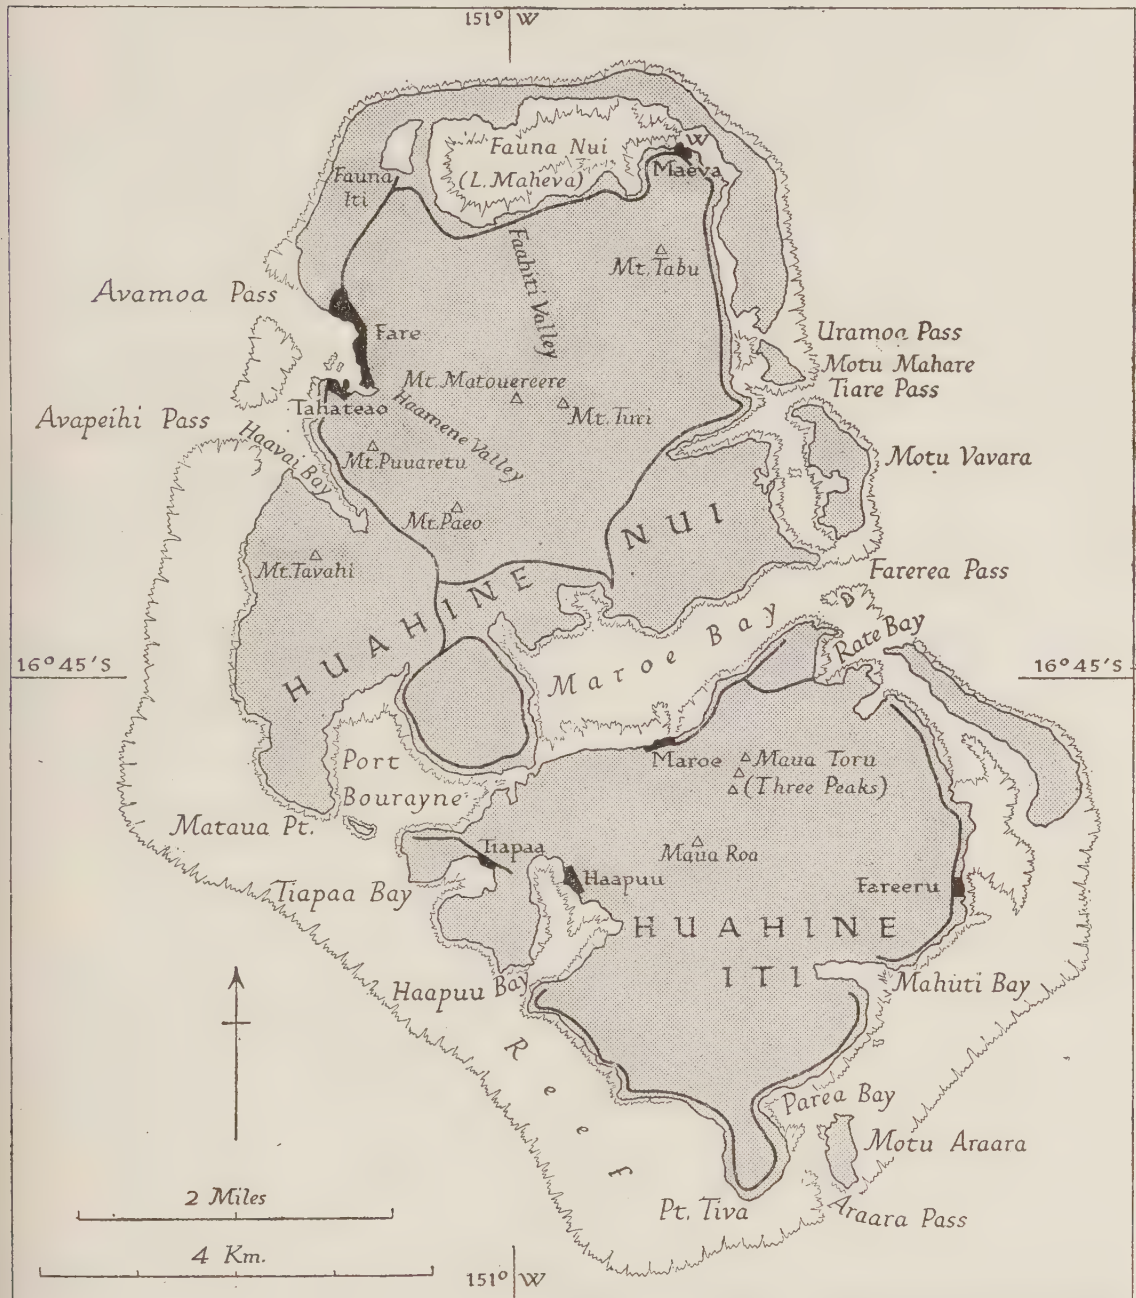 151° W
Fauna Nui
(L. Maheva)
W
Maeva
Fauna
Iti
Faahiti Valley
Mt. Tabu
Avamoa Pass
Fare
Uramoa Pass
Motu Mahare
Tiare Pass
Mt. Matouereere
Mt. Turi
Tahateao
Haamene Valley
Avapeihi Pass
Haavai Bay
Mt. Puuaretu
Motu Vavara
Mt. Paeo
Mt. Tavahi
HUAHINE NUI
Farerea Pass
D
Maroe Bay
Rate Bay
16° 45'S
16° 45'S
Port
Bourayne
Maroe
Maua Toru
(Three Peaks)
Mataua Pt.
Tiapaa
Maua Roa
Tiapaa Bay
Haapuu
Fareeru
HUAHINE
ITI
Haapuu Bay
Mahuti Bay
Reef
Parea Bay
Motu Araara
Pt. Tiva
Araara Pass
2 Miles
4 Km.
151° W